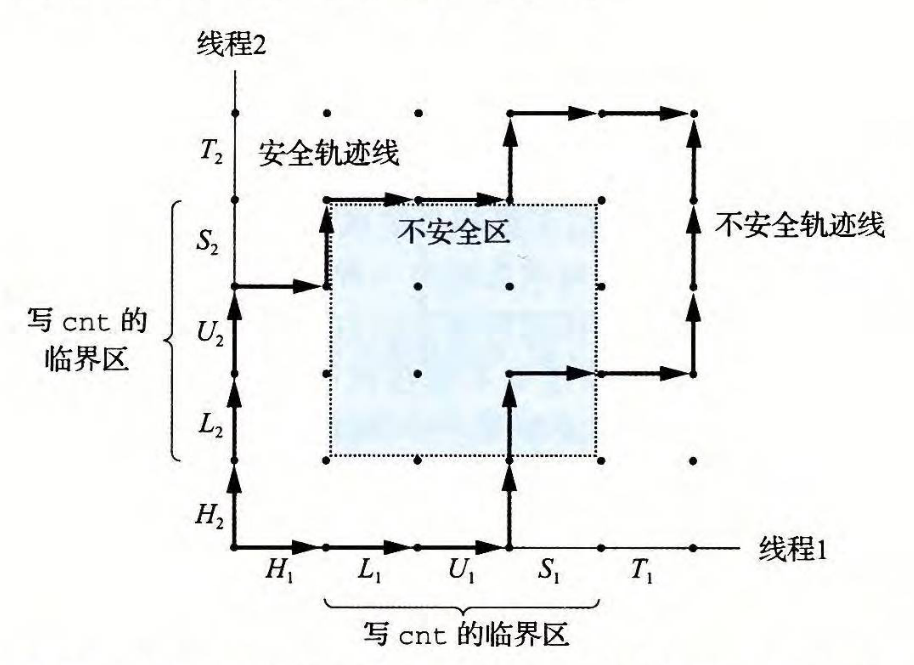 线程2
T₂
安全轨迹线
S₂
不安全区
不安全轨迹线
写 cnt 的
临界区
U₂
L₂
H₂
H₁
L₁
U₁
S₁
T₁
线程1
写 cnt 的临界区